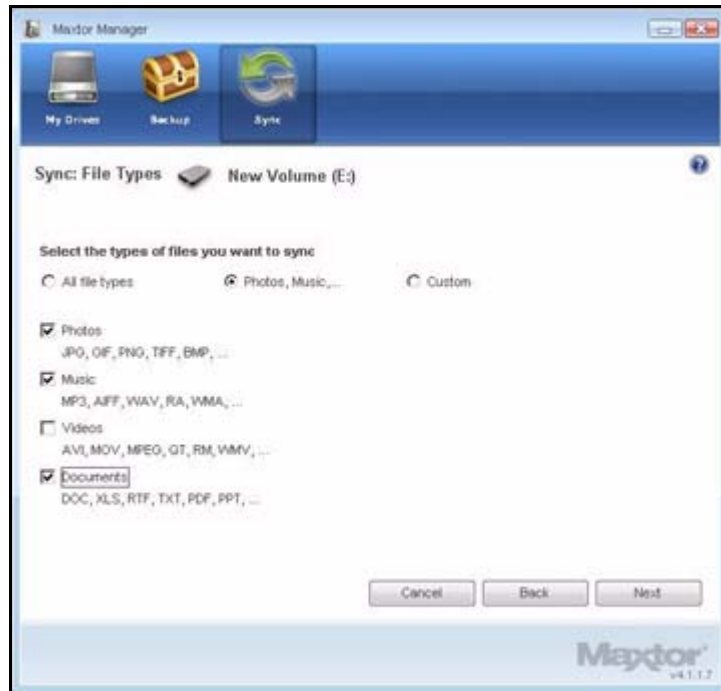 Maxtor Manager
My Drives Backup Sync
Sync: File Types New Volume (E:)
Select the types of files you want to sync
All file types Photos, Music,... Custom
Photos
JPG, GIF, PNG, TIFF, BMP, ...
Music
MP3, AIFF, WAV, RA, WMA, ...
Videos
AVI, MOV, MPEG, QT, RM, WMV, ...
Documents
DOC, XLS, RTF, TXT, PDF, PPT, ...
Cancel Back Next
Maxtor
v4.1.1.7